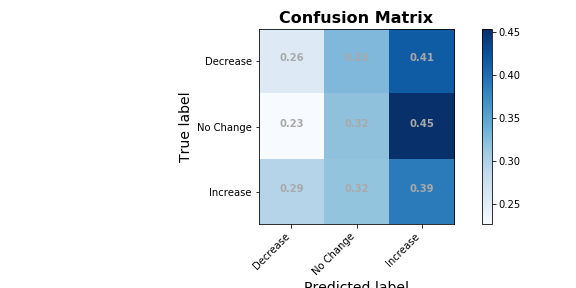 Confusion Matrix
True label
Decrease
No Change
Increase
0.26 0.41
0.23 0.32 0.45
0.29 0.32 0.39
Decrease
No Change
Increase
Predicted label
0.45
0.40
0.35
0.30
0.25